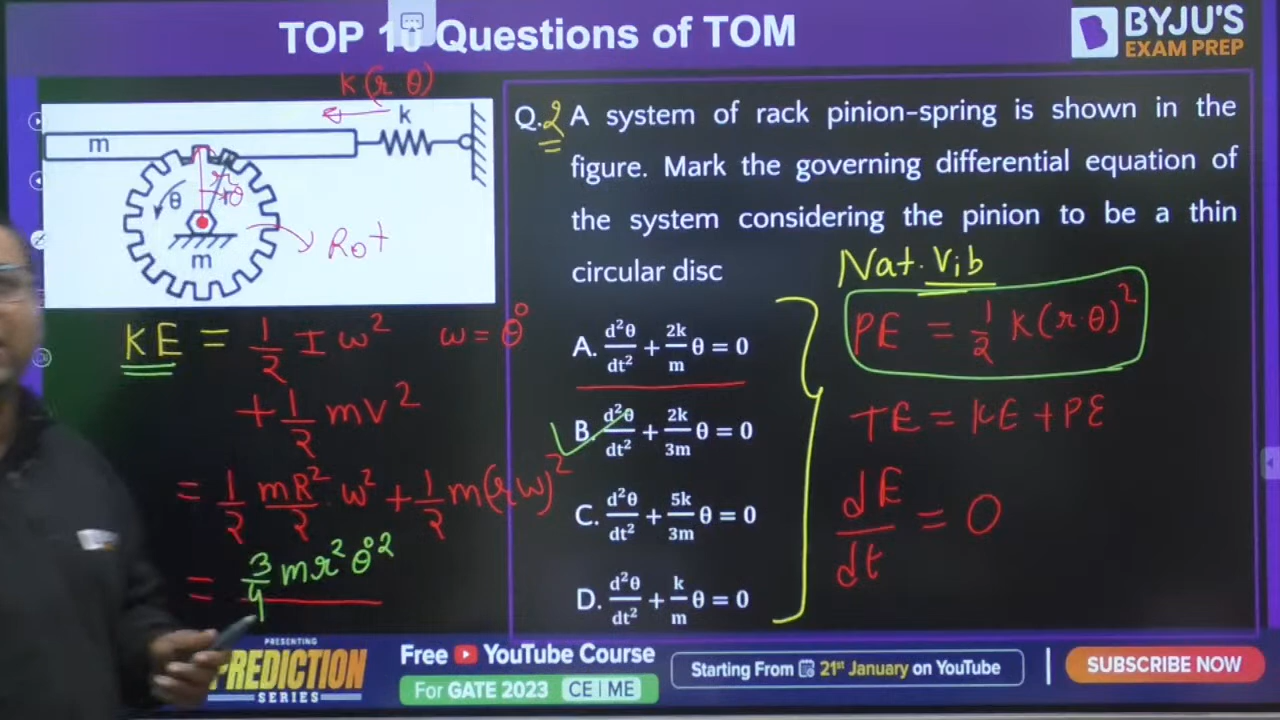 TOP 10 Questions of TOM
BYJU'S
EXAM PREP
K(r·θ)
k
m
r
θ
θ
m
Rot
Q.2 A system of rack pinion-spring is shown in the
figure. Mark the governing differential equation of
the system considering the pinion to be a thin
circular disc
A. d²θ/dt² + 2k/m θ = 0
B. d²θ/dt² + 2k/3m θ = 0
C. d²θ/dt² + 5k/3m θ = 0
D. d²θ/dt² + k/m θ = 0
KE = 1/2 I ω² ω = θ°
+ 1/2 mv²
= 1/2 mR²/2 · ω² + 1/2 m(rω)²
= 3/4 mr² θ°²
Nat. Vib
PE = 1/2 K(r·θ)²
TE = KE + PE
dE/dt = 0
PRESENTING
PREDICTION
SERIES
Free YouTube Course
For GATE 2023 CE | ME
Starting From 21st January on YouTube
SUBSCRIBE NOW